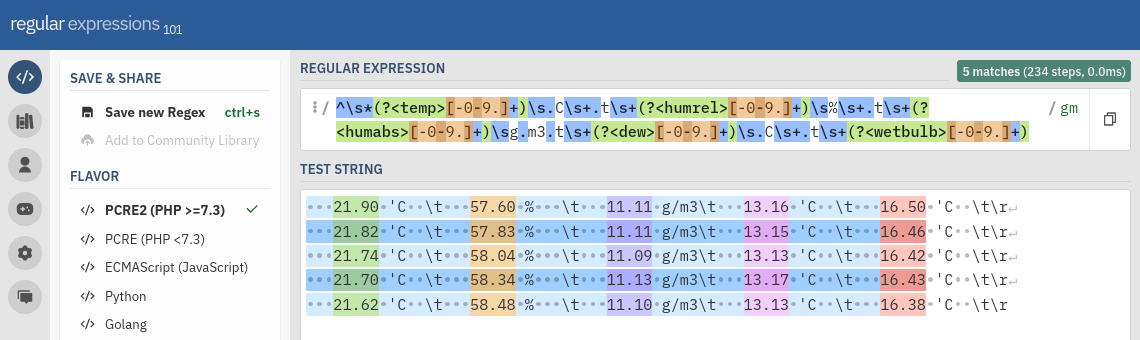 regular expressions 101
SAVE & SHARE
Save new Regex ctrl+s
Add to Community Library
FLAVOR
PCRE2 (PHP >=7.3)
PCRE (PHP <7.3)
ECMAScript (JavaScript)
Python
Golang
REGULAR EXPRESSION
5 matches (234 steps, 0.0ms)
/ ^\s*(?<temp>[-0-9.]+)\s.C\s+.t\s+(?<humrel>[-0-9.]+)\s%\s+.t\s+(? / gm
<humabs>[-0-9.]+)\sg.m3.t\s+(?<dew>[-0-9.]+)\s.C\s+.t\s+(?<wetbulb>[-0-9.]+)
TEST STRING
···21.90·'C··\t···57.60·%···\t···11.11·g/m3\t···13.16·'C··\t···16.50·'C··\t\r↵
···21.82·'C··\t···57.83·%···\t···11.11·g/m3\t···13.15·'C··\t···16.46·'C··\t\r↵
···21.74·'C··\t···58.04·%···\t···11.09·g/m3\t···13.13·'C··\t···16.42·'C··\t\r↵
···21.70·'C··\t···58.34·%···\t···11.13·g/m3\t···13.17·'C··\t···16.43·'C··\t\r↵
···21.62·'C··\t···58.48·%···\t···11.10·g/m3\t···13.13·'C··\t···16.38·'C··\t\r